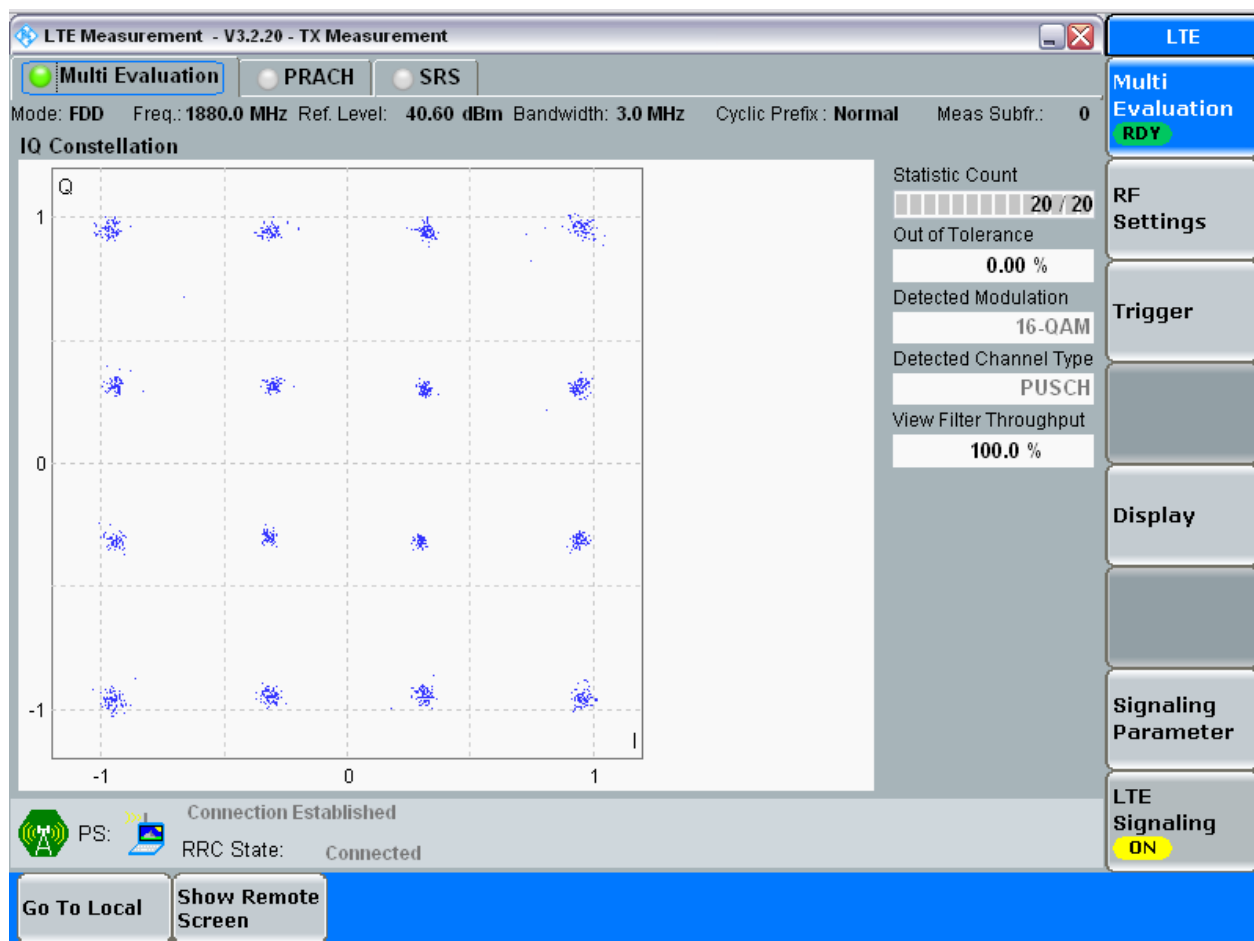 LTE Measurement - V3.2.20 - TX Measurement
LTE
Multi Evaluation PRACH SRS
Mode: FDD Freq.: 1880.0 MHz Ref. Level: 40.60 dBm Bandwidth: 3.0 MHz Cyclic Prefix : Normal Meas Subfr.: 0
IQ Constellation
Q
1
0
-1
-1 0 1
I
Statistic Count
20 / 20
Out of Tolerance
0.00 %
Detected Modulation
16-QAM
Detected Channel Type
PUSCH
View Filter Throughput
100.0 %
Multi
Evaluation
RDY
RF
Settings
Trigger
Display
Signaling
Parameter
LTE
Signaling
ON
PS: Connection Established
RRC State: Connected
Go To Local
Show Remote
Screen